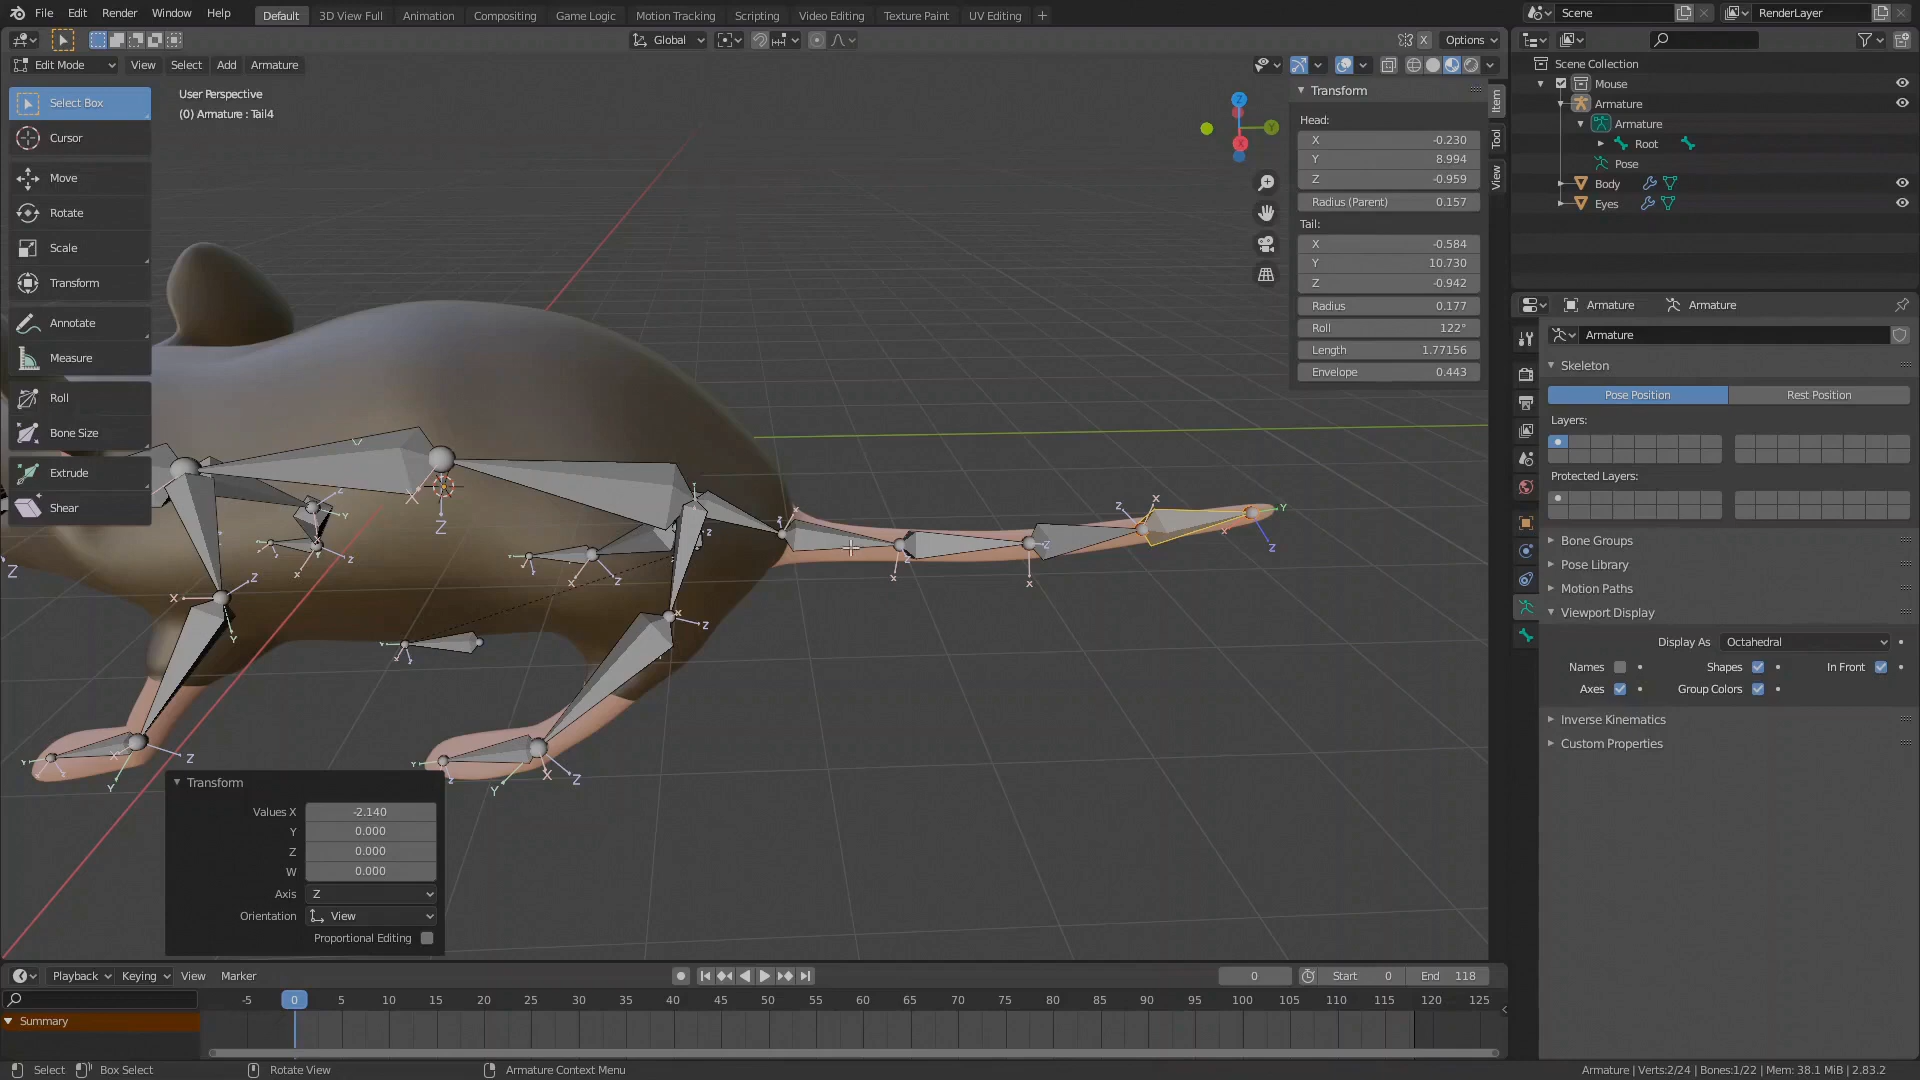 File Edit Render Window Help Default 3D View Full Animation Compositing Game Logic Motion Tracking Scripting Video Editing Texture Paint UV Editing Scene RenderLayer
Global Options
Edit Mode View Select Add Armature
Select Box
Cursor
Move
Rotate
Scale
Transform
Annotate
Measure
Roll
Bone Size
Extrude
Shear
User Perspective
(0) Armature : Tail4
Transform
Head:
X -0.230
Y 8.994
Z -0.959
Radius (Parent) 0.157
Tail:
X -0.584
Y 10.730
Z -0.942
Radius 0.177
Roll 122°
Length 1.77156
Envelope 0.443
Item
Tool
View
Scene Collection
Mouse
Armature
Armature
Root
Pose
Body
Eyes
Armature Armature
Armature
Skeleton
Pose Position Rest Position
Layers:
Protected Layers:
Bone Groups
Pose Library
Motion Paths
Viewport Display
Display As Octahedral
Names Shapes In Front
Axes Group Colors
Inverse Kinematics
Custom Properties
Transform
Values X -2.140
Y 0.000
Z 0.000
W 0.000
Axis Z
Orientation View
Proportional Editing
Playback Keying View Marker 0 Start 0 End 118
-5 0 5 10 15 20 25 30 35 40 45 50 55 60 65 70 75 80 85 90 95 100 105 110 115 120 125
Summary
Select Box Select Rotate View Armature Context Menu Armature | Verts:2/24 | Bones:1/22 | Mem: 38.1 MiB | 2.83.2